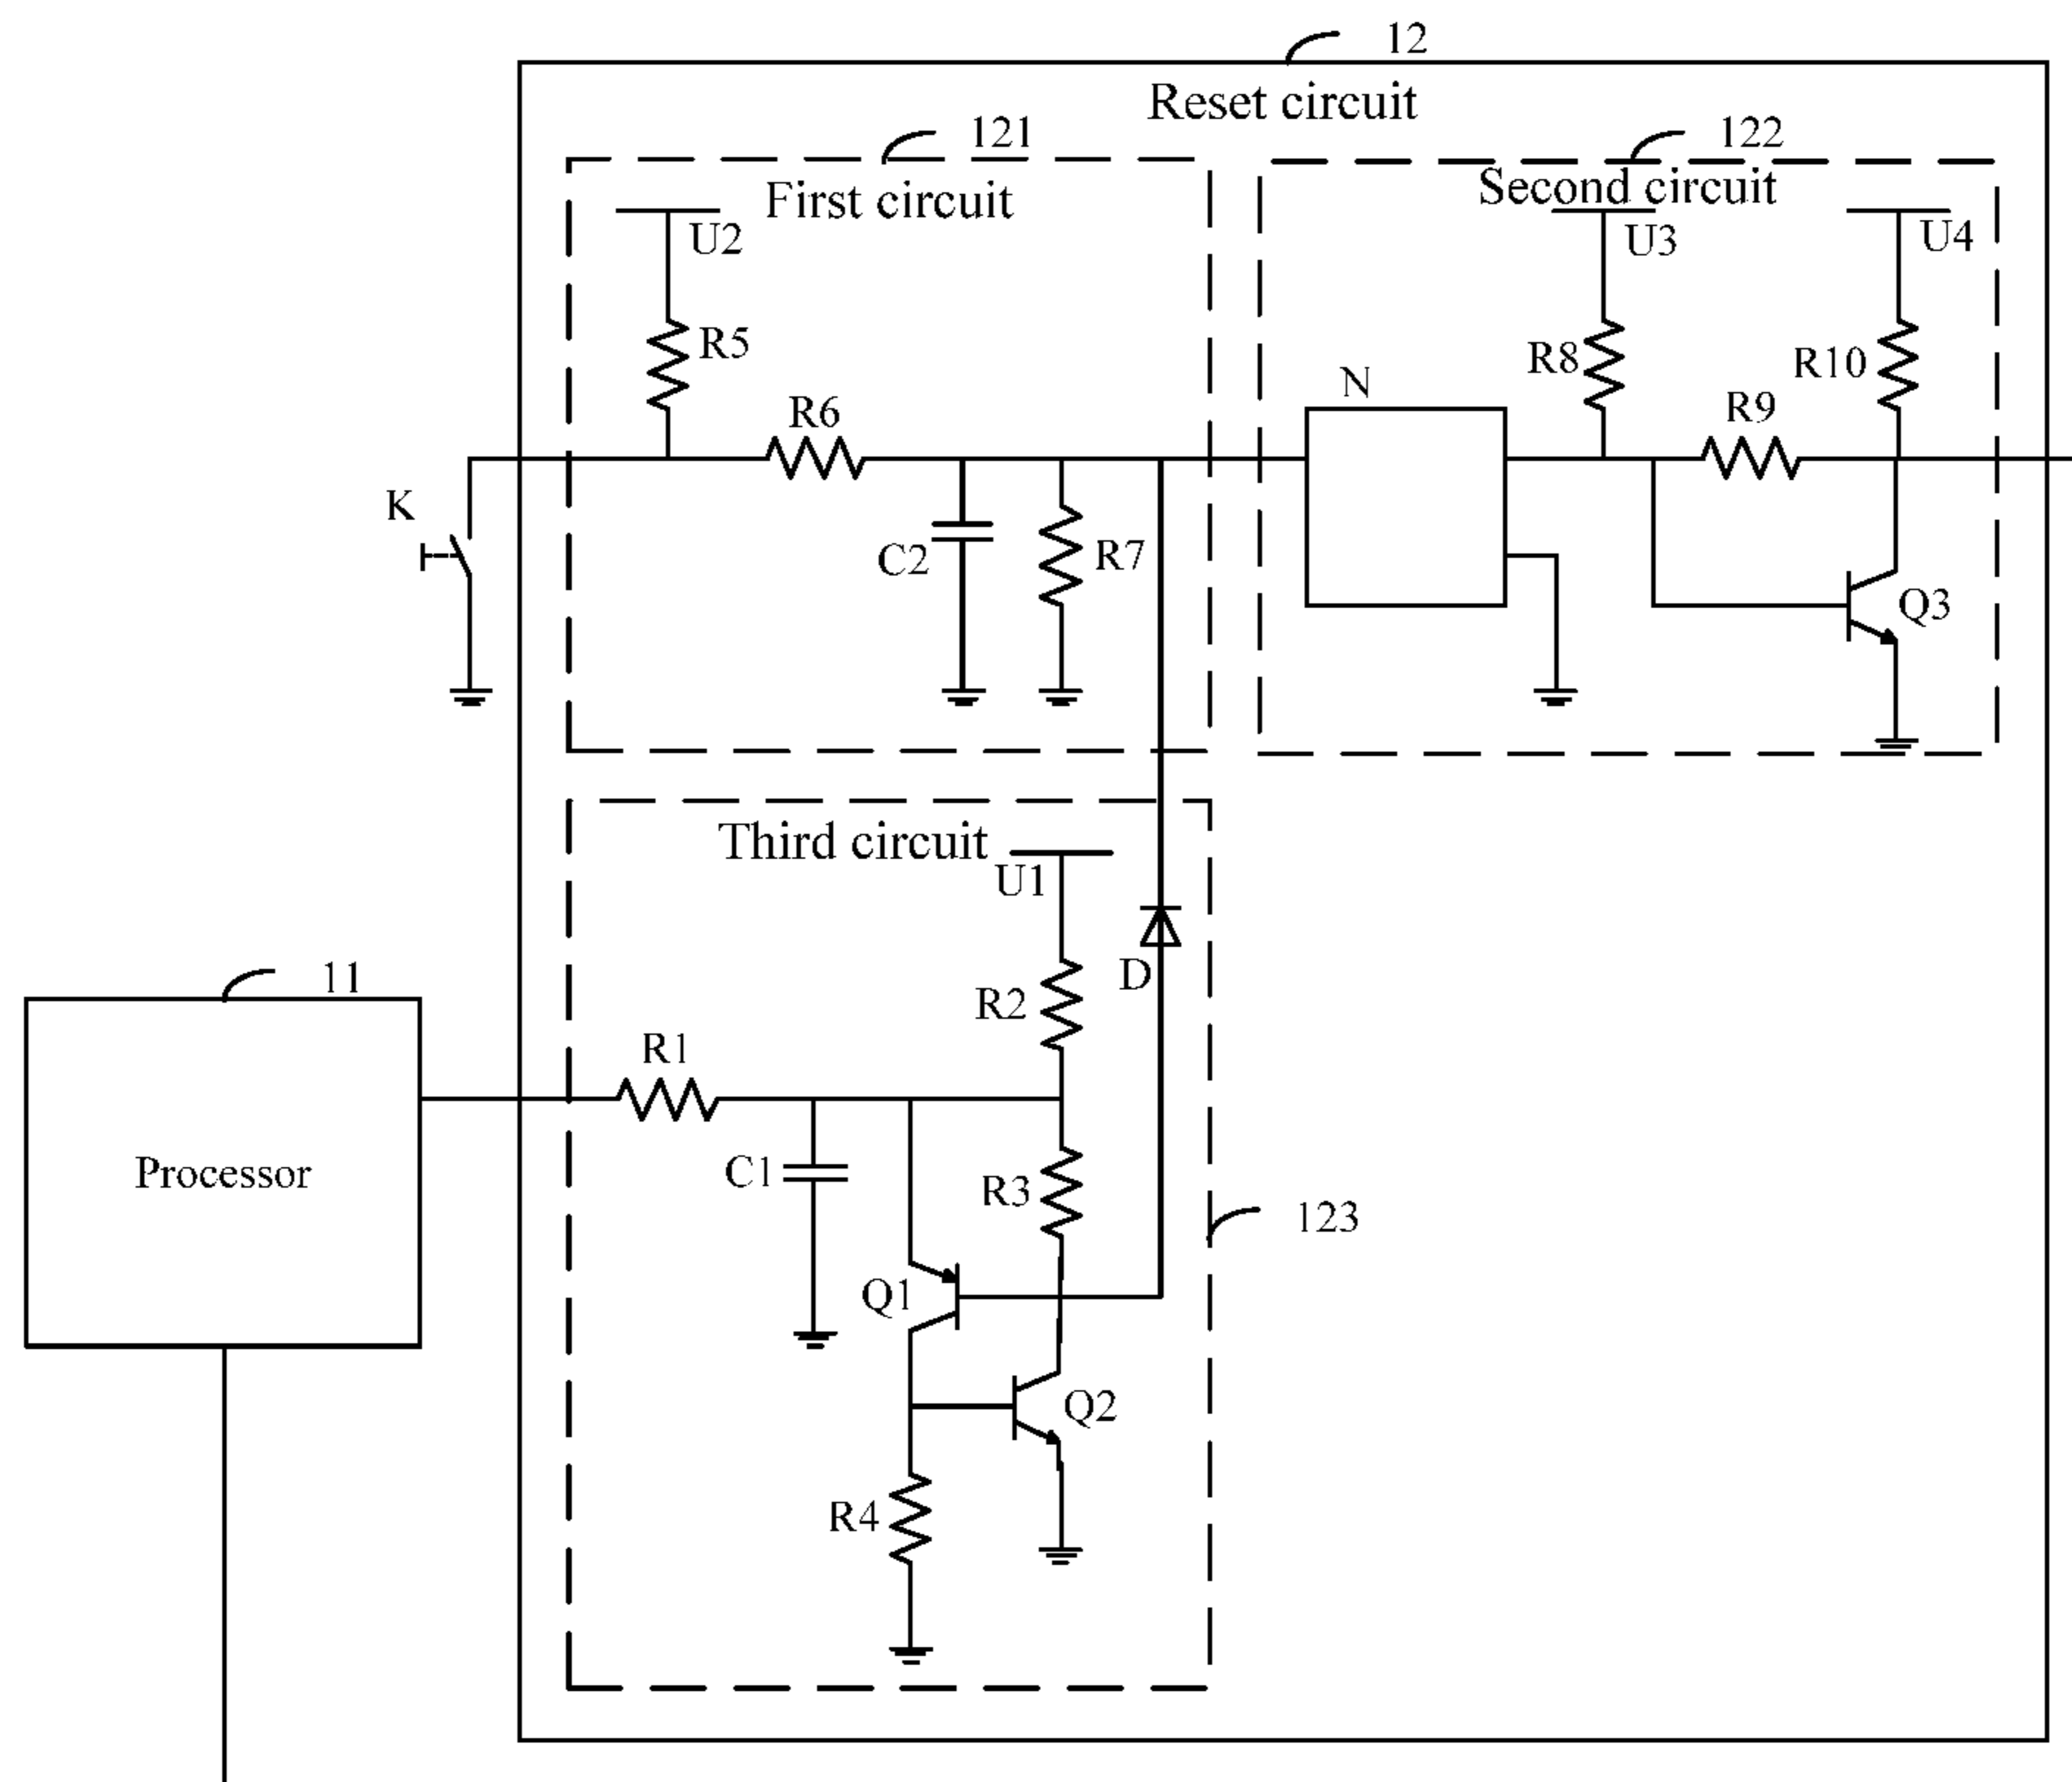 12
Reset circuit
121
122
First circuit
Second circuit
U2
U3
U4
R5
R8
R10
N
R6
R9
K
C2
R7
Q3
Third circuit
U1
D
11
R2
R1
Processor
C1
R3
123
Q1
Q2
R4